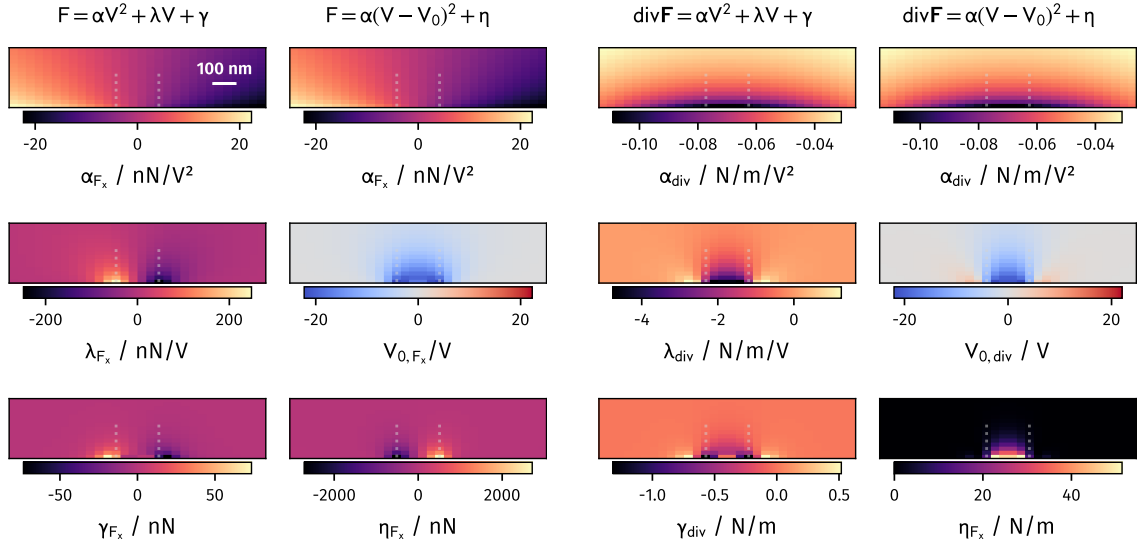 F = αV² + λV + γ
F = α(V − V₀)² + η
divF = αV² + λV + γ
divF = α(V − V₀)² + η
100 nm
-20 0 20
-20 0 20
-0.10 -0.08 -0.06 -0.04
-0.10 -0.08 -0.06 -0.04
α_Fₓ / nN/V²
α_Fₓ / nN/V²
α_div / N/m/V²
α_div / N/m/V²
-200 0 200
-20 0 20
-4 -2 0
-20 0 20
λ_Fₓ / nN/V
V₀,Fₓ/V
λ_div / N/m/V
V₀,div / V
-50 0 50
-2000 0 2000
-1.0 -0.5 0.0 0.5
0 20 40
γ_Fₓ / nN
η_Fₓ / nN
γ_div / N/m
η_Fₓ / N/m